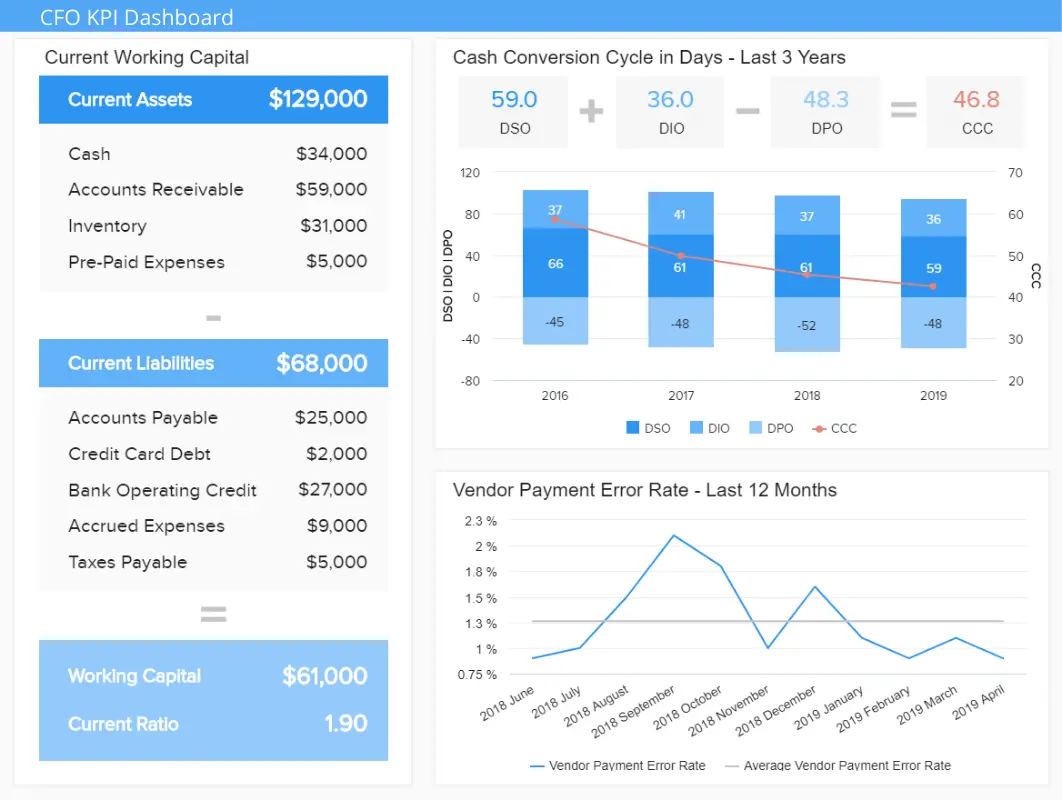 CFO KPI Dashboard
Current Working Capital
Current Assets $129,000
Cash $34,000
Accounts Receivable $59,000
Inventory $31,000
Pre-Paid Expenses $5,000
-
Current Liabilities $68,000
Accounts Payable $25,000
Credit Card Debt $2,000
Bank Operating Credit $27,000
Accrued Expenses $9,000
Taxes Payable $5,000
=
Working Capital $61,000
Current Ratio 1.90
Cash Conversion Cycle in Days - Last 3 Years
59.0 + 36.0 - 48.3 = 46.8
DSO DIO DPO CCC
DSO | DIO | DPO
120
80
40
0
-40
-80
37 41 37 36
66 61 61 59
-45 -48 -52 -48
70
60
50
40
30
20
CCC
2016 2017 2018 2019
DSO DIO DPO CCC
Vendor Payment Error Rate - Last 12 Months
2.3 %
2 %
1.8 %
1.5 %
1.3 %
1 %
0.75 %
2018 June
2018 July
2018 August
2018 September
2018 October
2018 November
2018 December
2019 January
2019 February
2019 March
2019 April
Vendor Payment Error Rate Average Vendor Payment Error Rate